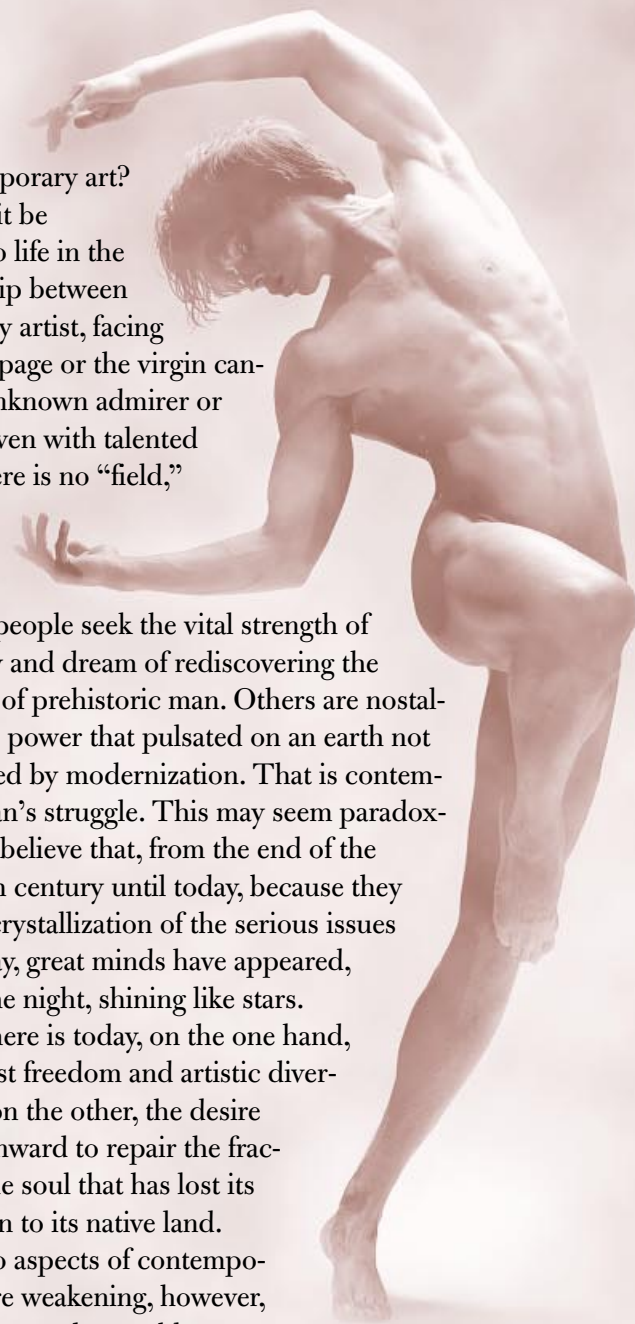 porary art?
it be
o life in the
ip between
y artist, facing
page or the virgin can-
nknown admirer or
ven with talented
ere is no “field,”
people seek the vital strength of
y and dream of rediscovering the
of prehistoric man. Others are nostal-
power that pulsated on an earth not
ed by modernization. That is contem-
an’s struggle. This may seem paradox-
believe that, from the end of the
h century until today, because they
crystallization of the serious issues
ay, great minds have appeared,
he night, shining like stars.
here is today, on the one hand,
st freedom and artistic diver-
on the other, the desire
nward to repair the frac-
e soul that has lost its
n to its native land.
o aspects of contempo-
re weakening, however,